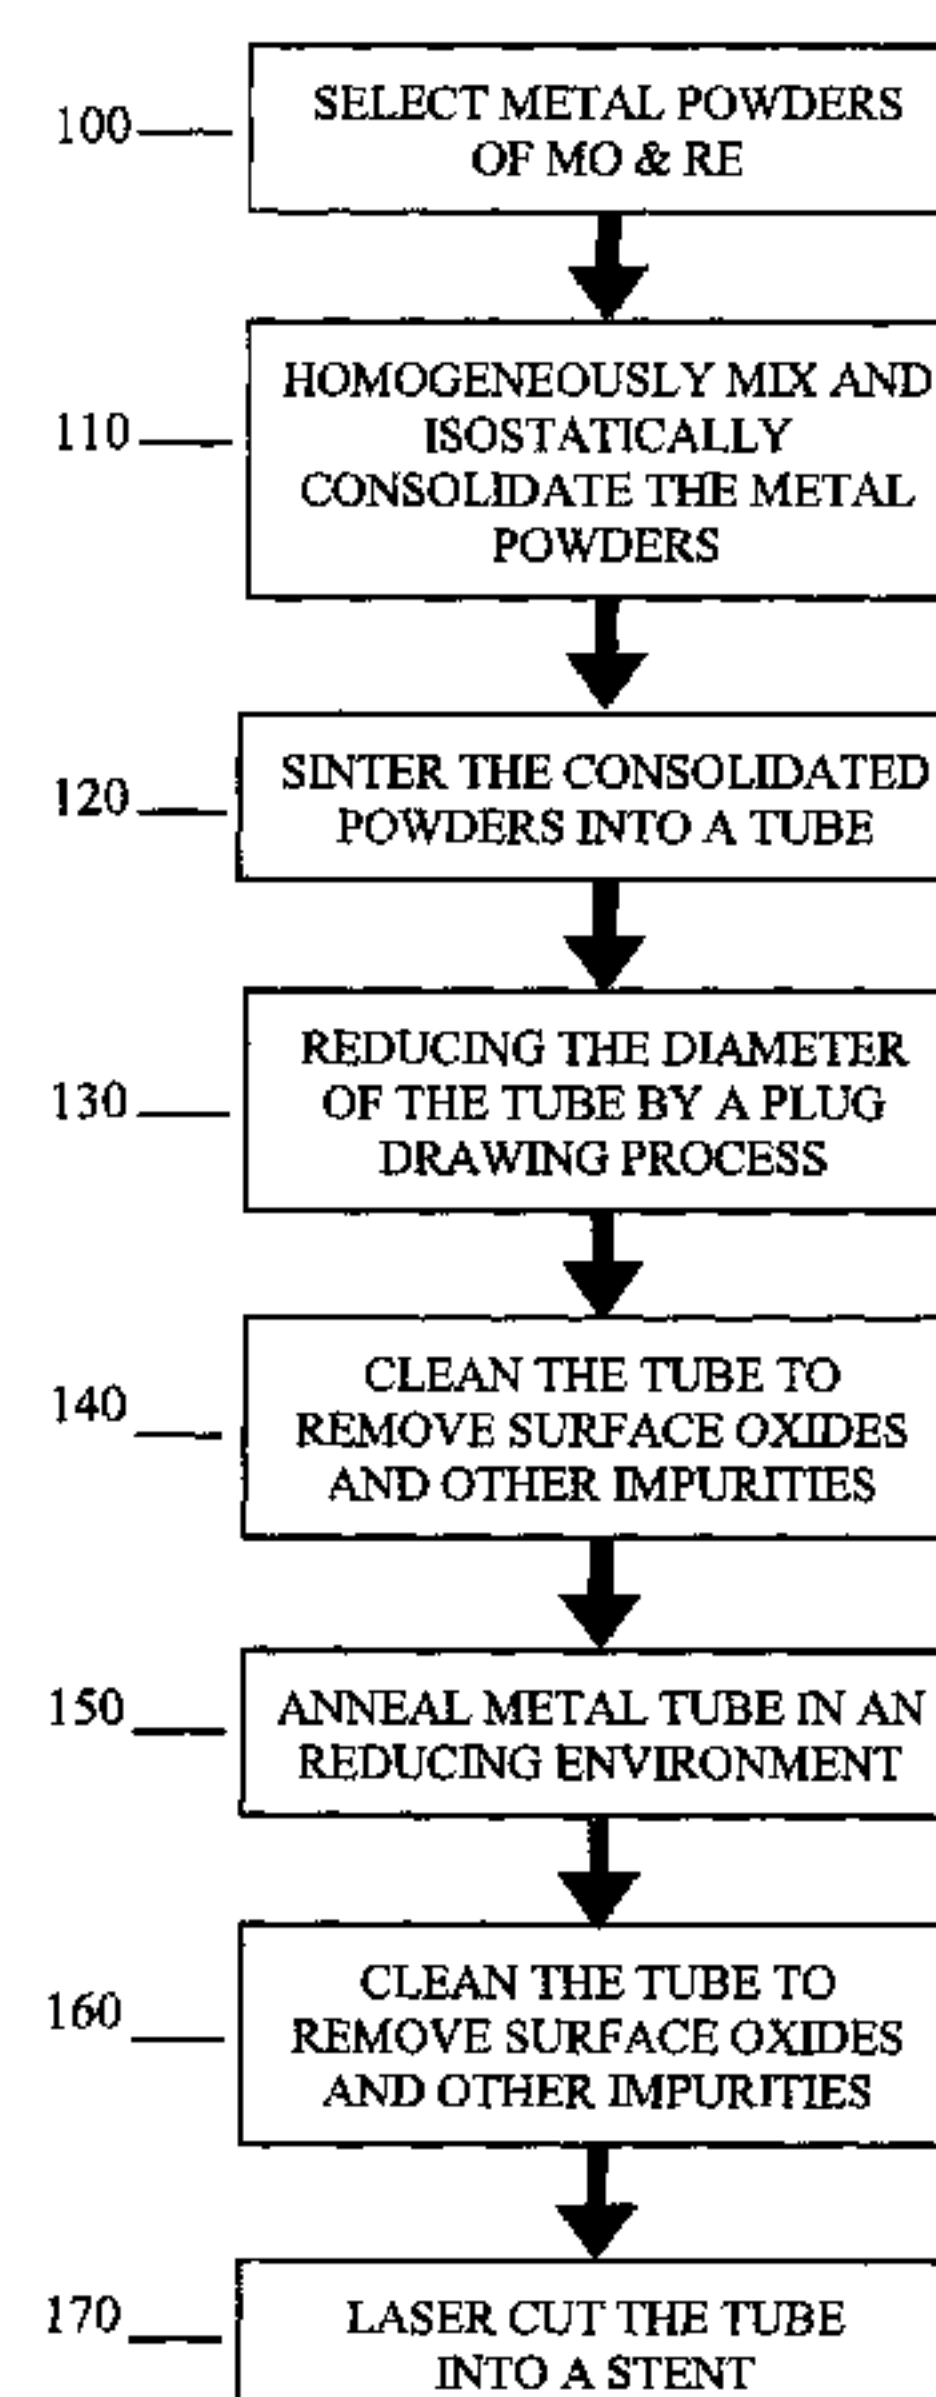 100
SELECT METAL POWDERS
OF MO & RE
110
HOMOGENEOUSLY MIX AND
ISOSTATICALLY
CONSOLIDATE THE METAL
POWDERS
120
SINTER THE CONSOLIDATED
POWDERS INTO A TUBE
130
REDUCING THE DIAMETER
OF THE TUBE BY A PLUG
DRAWING PROCESS
140
CLEAN THE TUBE TO
REMOVE SURFACE OXIDES
AND OTHER IMPURITIES
150
ANNEAL METAL TUBE IN AN
REDUCING ENVIRONMENT
160
CLEAN THE TUBE TO
REMOVE SURFACE OXIDES
AND OTHER IMPURITIES
170
LASER CUT THE TUBE
INTO A STENT